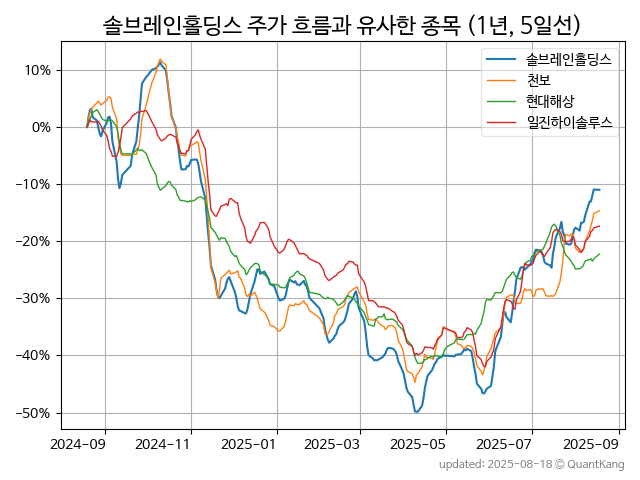 솔브레인홀딩스 주가 흐름과 유사한 종목 (1년, 5일선)
솔브레인홀딩스
천보
현대해상
일진하이솔루스
10%
0%
−10%
−20%
−30%
−40%
−50%
2024-09 2024-11 2025-01 2025-03 2025-05 2025-07 2025-09
updated: 2025-08-18 © QuantKang